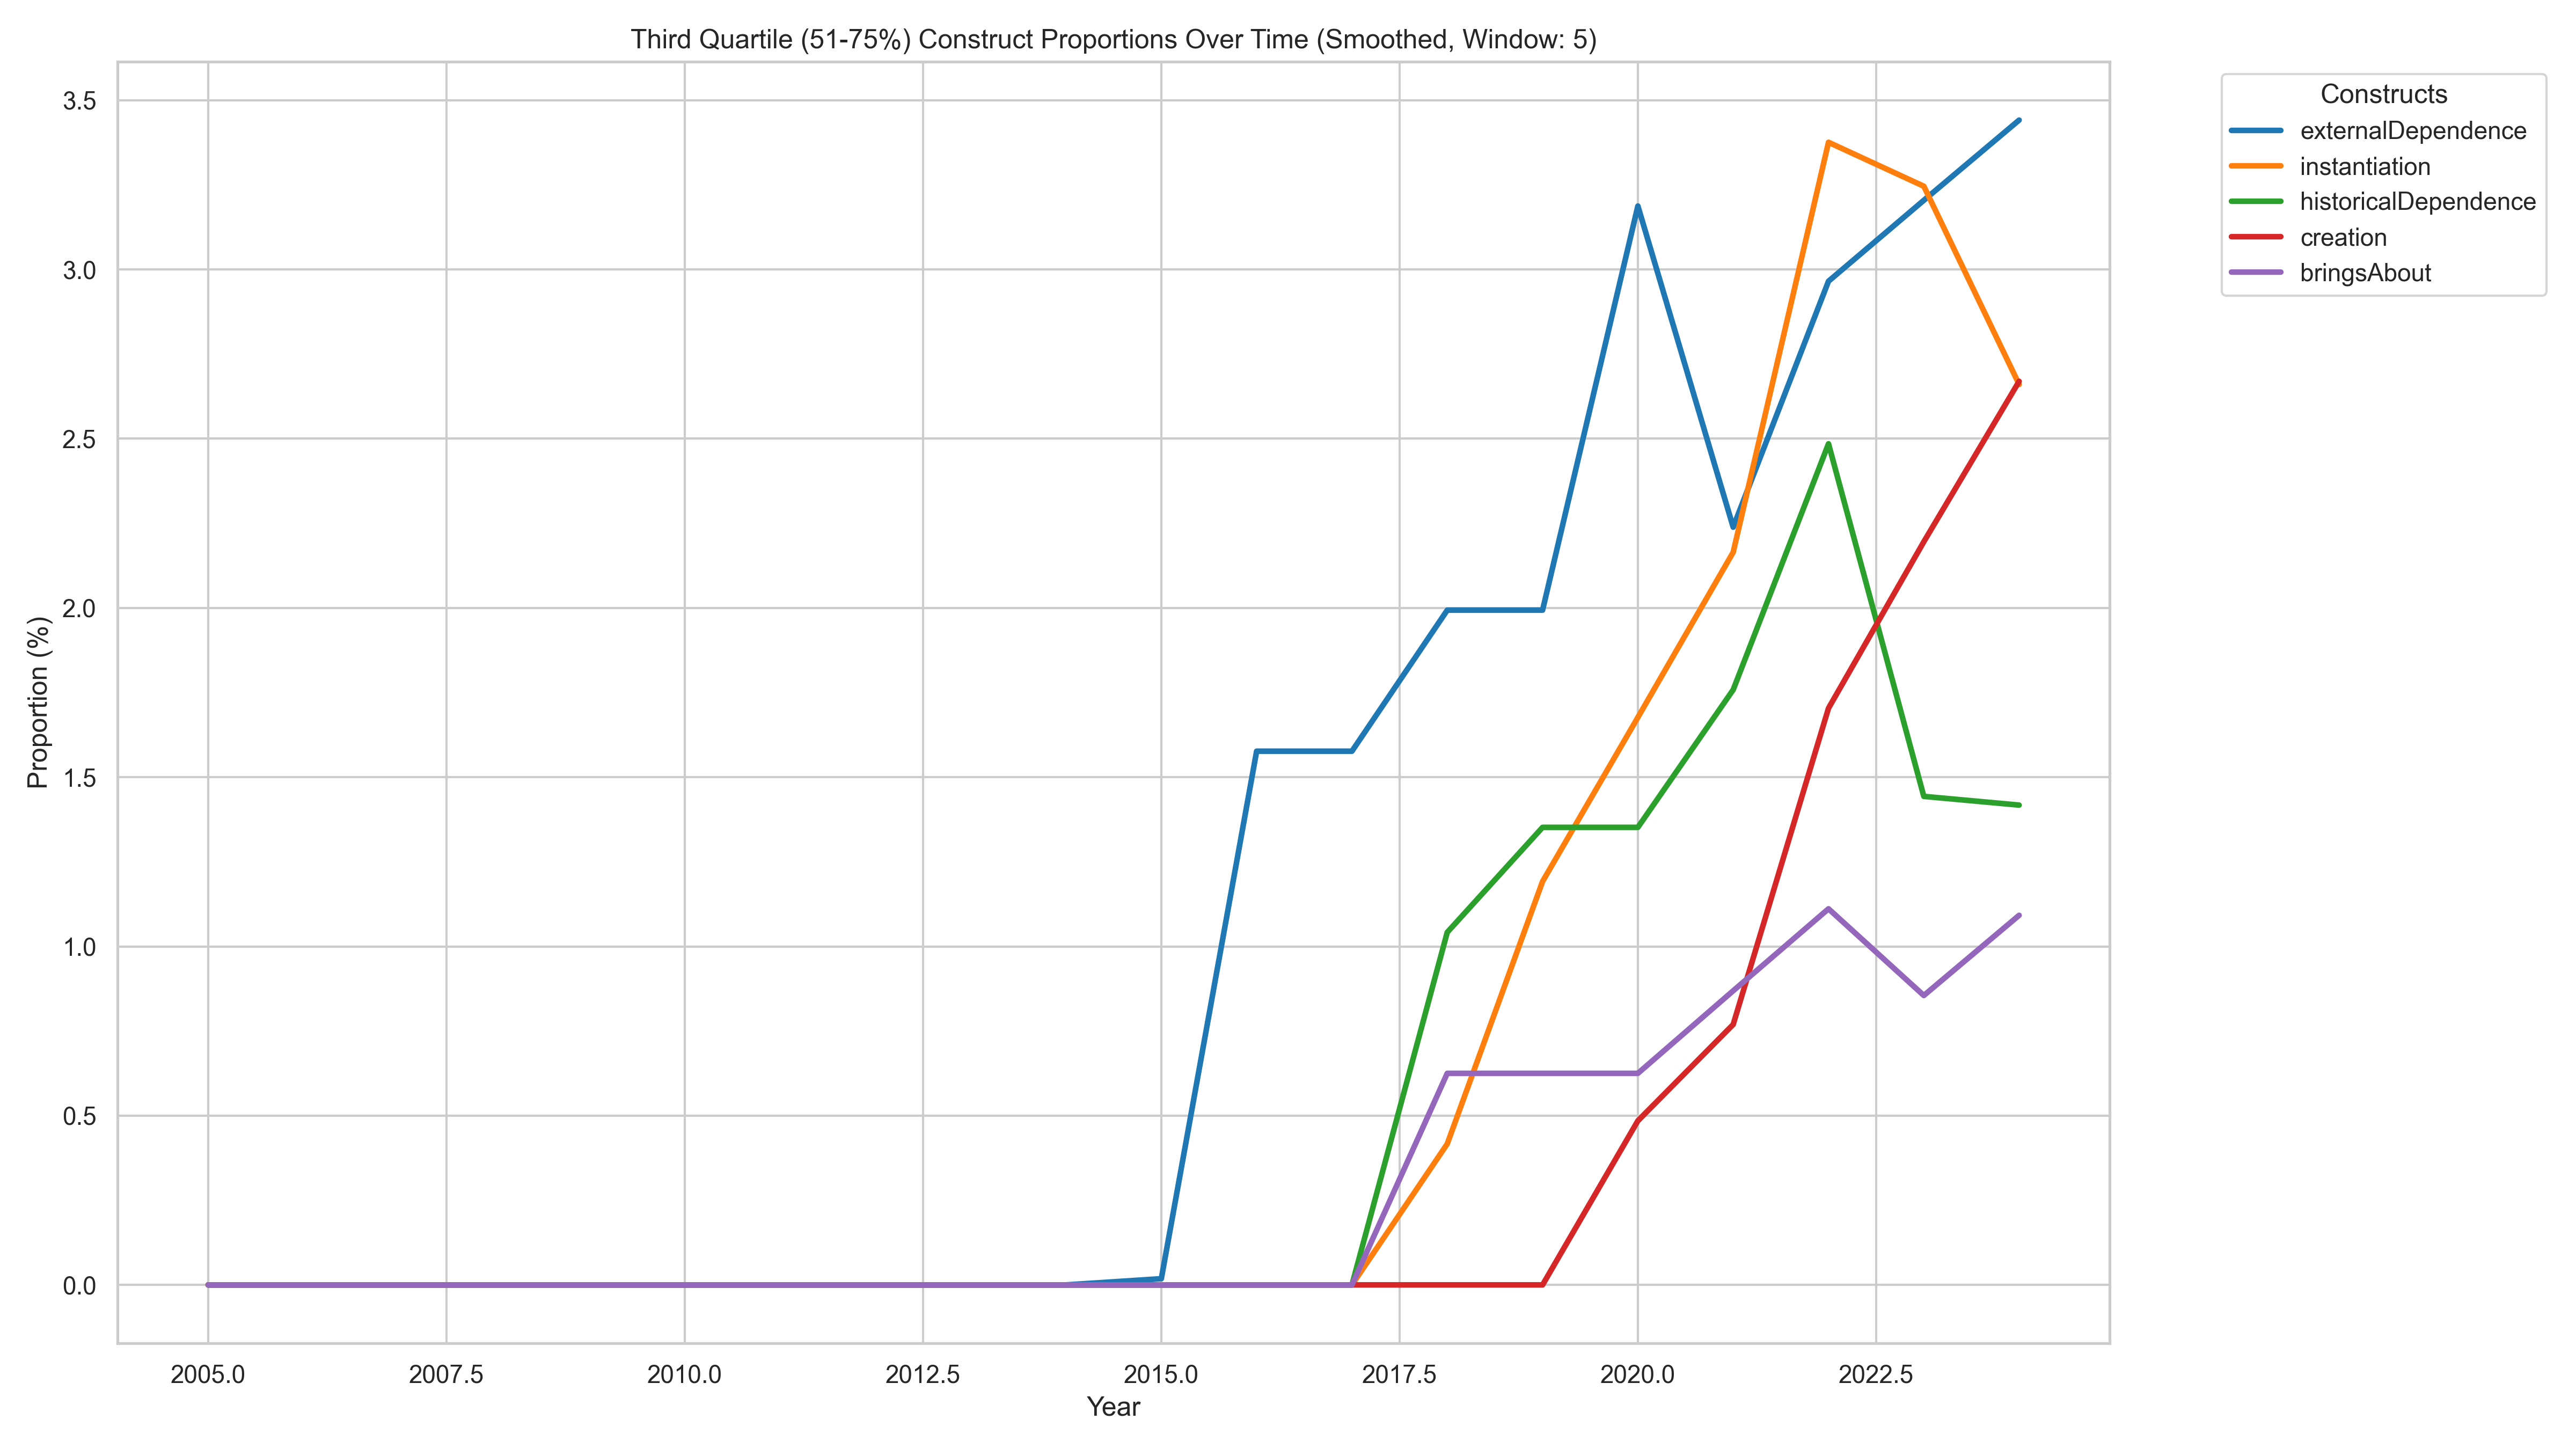 Third Quartile (51-75%) Construct Proportions Over Time (Smoothed, Window: 5)
Proportion (%)
3.5
3.0
2.5
2.0
1.5
1.0
0.5
0.0
2005.0
2007.5
2010.0
2012.5
2015.0
2017.5
2020.0
2022.5
Year
Constructs
externalDependence
instantiation
historicalDependence
creation
bringsAbout